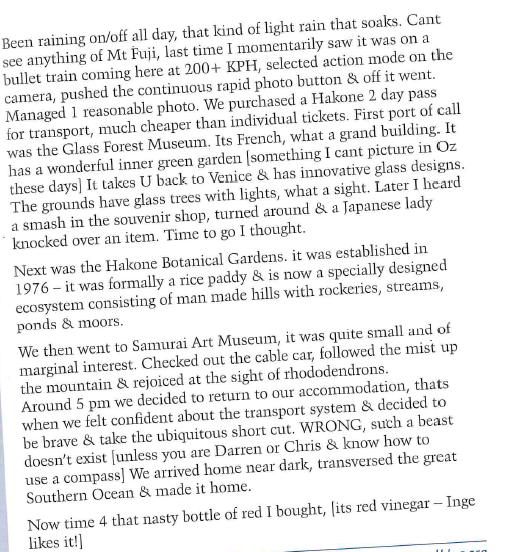 Been raining on/off all day, that kind of light rain that soaks. Cant
see anything of Mt Fuji, last time I momentarily saw it was on a
bullet train coming here at 200+ KPH, selected action mode on the
camera, pushed the continuous rapid photo button & off it went.
Managed 1 reasonable photo. We purchased a Hakone 2 day pass
for transport, much cheaper than individual tickets. First port of call
was the Glass Forest Museum. Its French, what a grand building. It
has a wonderful inner green garden [something I cant picture in Oz
these days] It takes U back to Venice & has innovative glass designs.
The grounds have glass trees with lights, what a sight. Later I heard
a smash in the souvenir shop, turned around & a Japanese lady
knocked over an item. Time to go I thought.
Next was the Hakone Botanical Gardens. it was established in
1976 – it was formally a rice paddy & is now a specially designed
ecosystem consisting of man made hills with rockeries, streams,
ponds & moors.
We then went to Samurai Art Museum, it was quite small and of
marginal interest. Checked out the cable car, followed the mist up
the mountain & rejoiced at the sight of rhododendrons.
Around 5 pm we decided to return to our accommodation, thats
when we felt confident about the transport system & decided to
be brave & take the ubiquitous short cut. WRONG, such a beast
doesn't exist [unless you are Darren or Chris & know how to
use a compass] We arrived home near dark, transversed the great
Southern Ocean & made it home.
Now time 4 that nasty bottle of red I bought, [its red vinegar – Inge
likes it!]